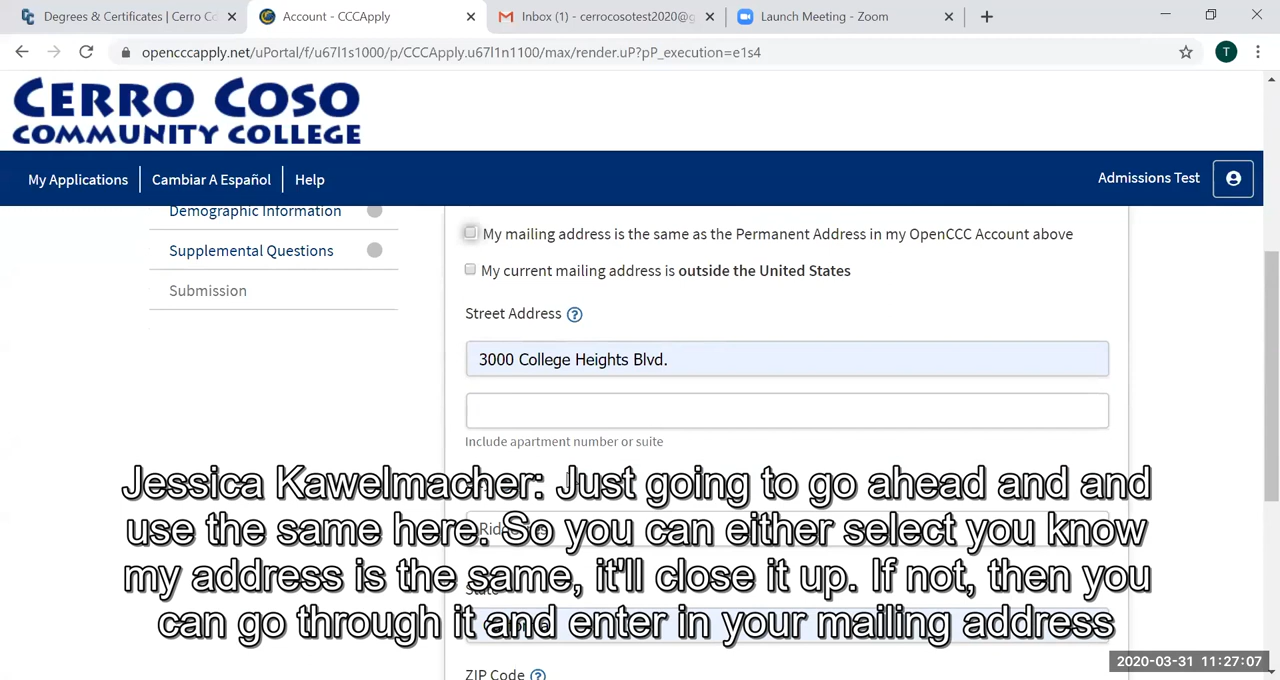 Degrees & Certificates | Cerro Co
Account - CCCApply
Inbox (1) - cerrocosotest2020@g
Launch Meeting - Zoom
opencccapply.net/uPortal/f/u67l1s1000/p/CCCApply.u67l1n1100/max/render.uP?pP_execution=e1s4
T
CERRO COSO
COMMUNITY COLLEGE
My Applications
Cambiar A Español
Help
Admissions Test
Demographic Information
Supplemental Questions
Submission
My mailing address is the same as the Permanent Address in my OpenCCC Account above
My current mailing address is outside the United States
Street Address ?
3000 College Heights Blvd.
Include apartment number or suite
Jessica Kawelmacher: Just going to go ahead and and
use the same here. So you can either select you know
my address is the same, it'll close it up. If not, then you
can go through it and enter in your mailing address
State
ZIP Code ?
2020-03-31 11:27:07